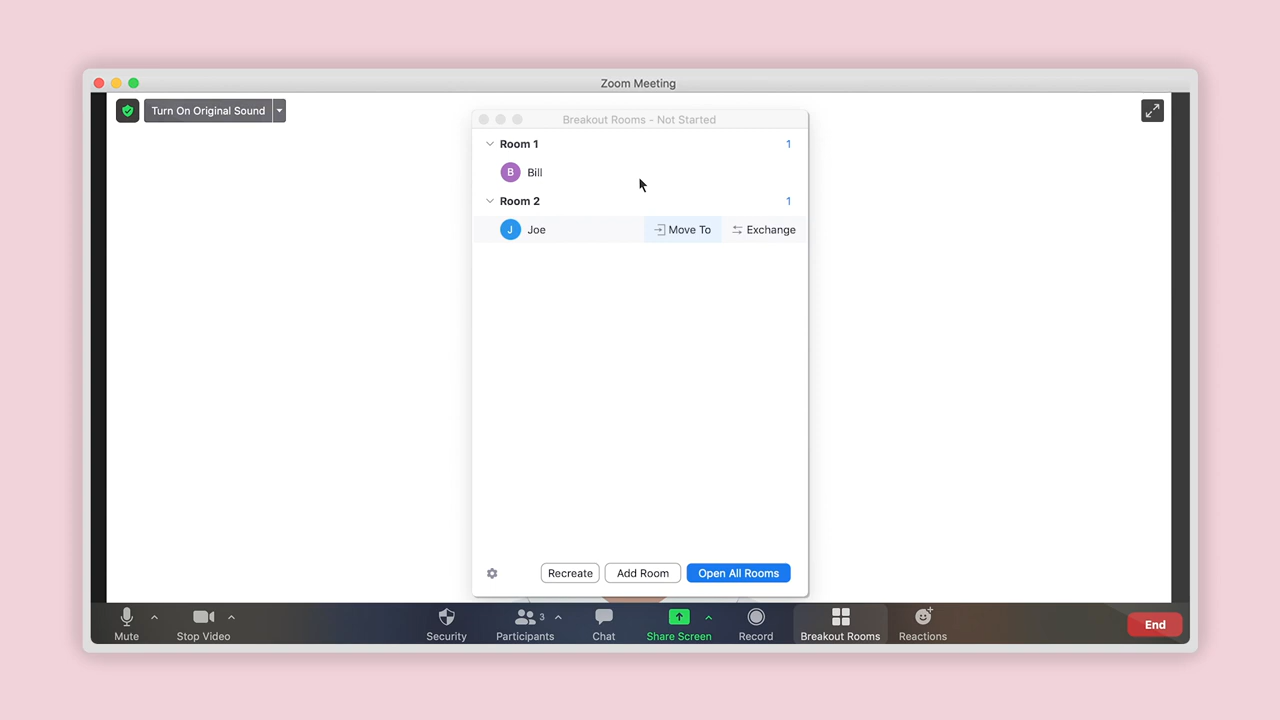 Zoom Meeting
Turn On Original Sound
Breakout Rooms - Not Started
Room 1 1
B Bill
Room 2 1
J Joe Move To Exchange
Recreate Add Room Open All Rooms
3
Mute Stop Video Security Participants Chat Share Screen Record Breakout Rooms Reactions End